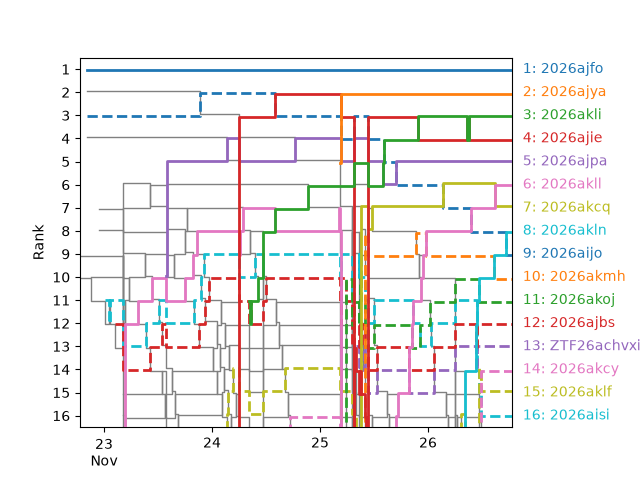 1
2
3
4
5
6
7
8
9
10
11
12
13
14
15
16
Rank
23
24
25
26
Nov
1: 2026ajfo
2: 2026ajya
3: 2026akli
4: 2026ajie
5: 2026ajpa
6: 2026akll
7: 2026akcq
8: 2026akln
9: 2026aijo
10: 2026akmh
11: 2026akoj
12: 2026ajbs
13: ZTF26achvxi
14: 2026akcy
15: 2026aklf
16: 2026aisi